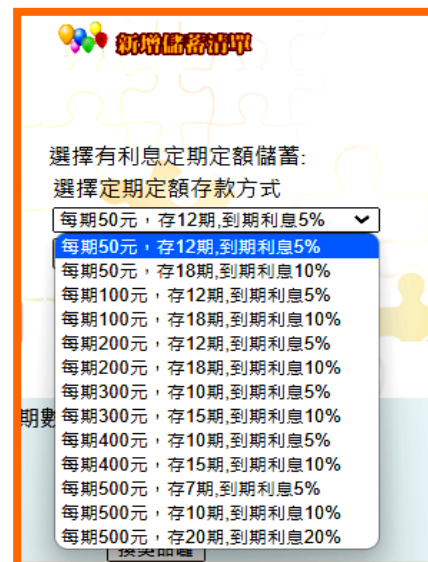 新增儲蓄清單
選擇有利息定期定額儲蓄:
選擇定期定額存款方式
每期50元，存12期,到期利息5%
每期50元，存12期,到期利息5%
每期50元，存18期,到期利息10%
每期100元，存12期,到期利息5%
每期100元，存18期,到期利息10%
每期200元，存12期,到期利息5%
每期200元，存18期,到期利息10%
每期300元，存10期,到期利息5%
期數
每期300元，存15期,到期利息10%
每期400元，存10期,到期利息5%
每期400元，存15期,到期利息10%
每期500元，存7期,到期利息5%
每期500元，存10期,到期利息10%
每期500元，存20期,到期利息20%